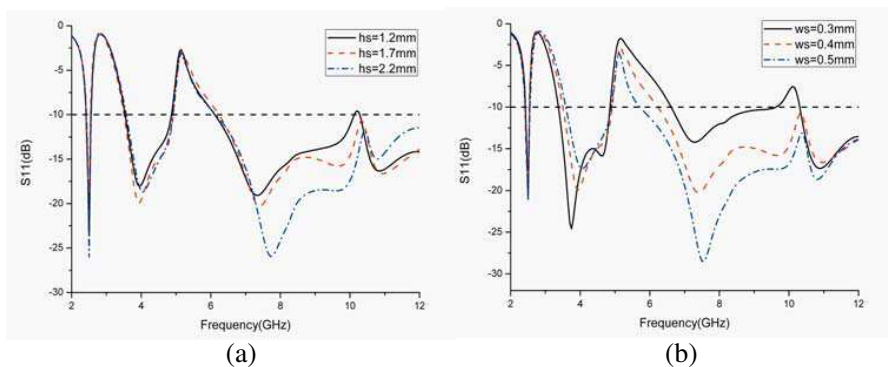 0
-5
-10
-15
-20
-25
-30
S11(dB)
2
4
6
8
10
12
Frequency(GHz)
hs=1.2mm
hs=1.7mm
hs=2.2mm
(a)
0
-5
-10
-15
-20
-25
-30
S11(dB)
2
4
6
8
10
12
Frequency(GHz)
ws=0.3mm
ws=0.4mm
ws=0.5mm
(b)